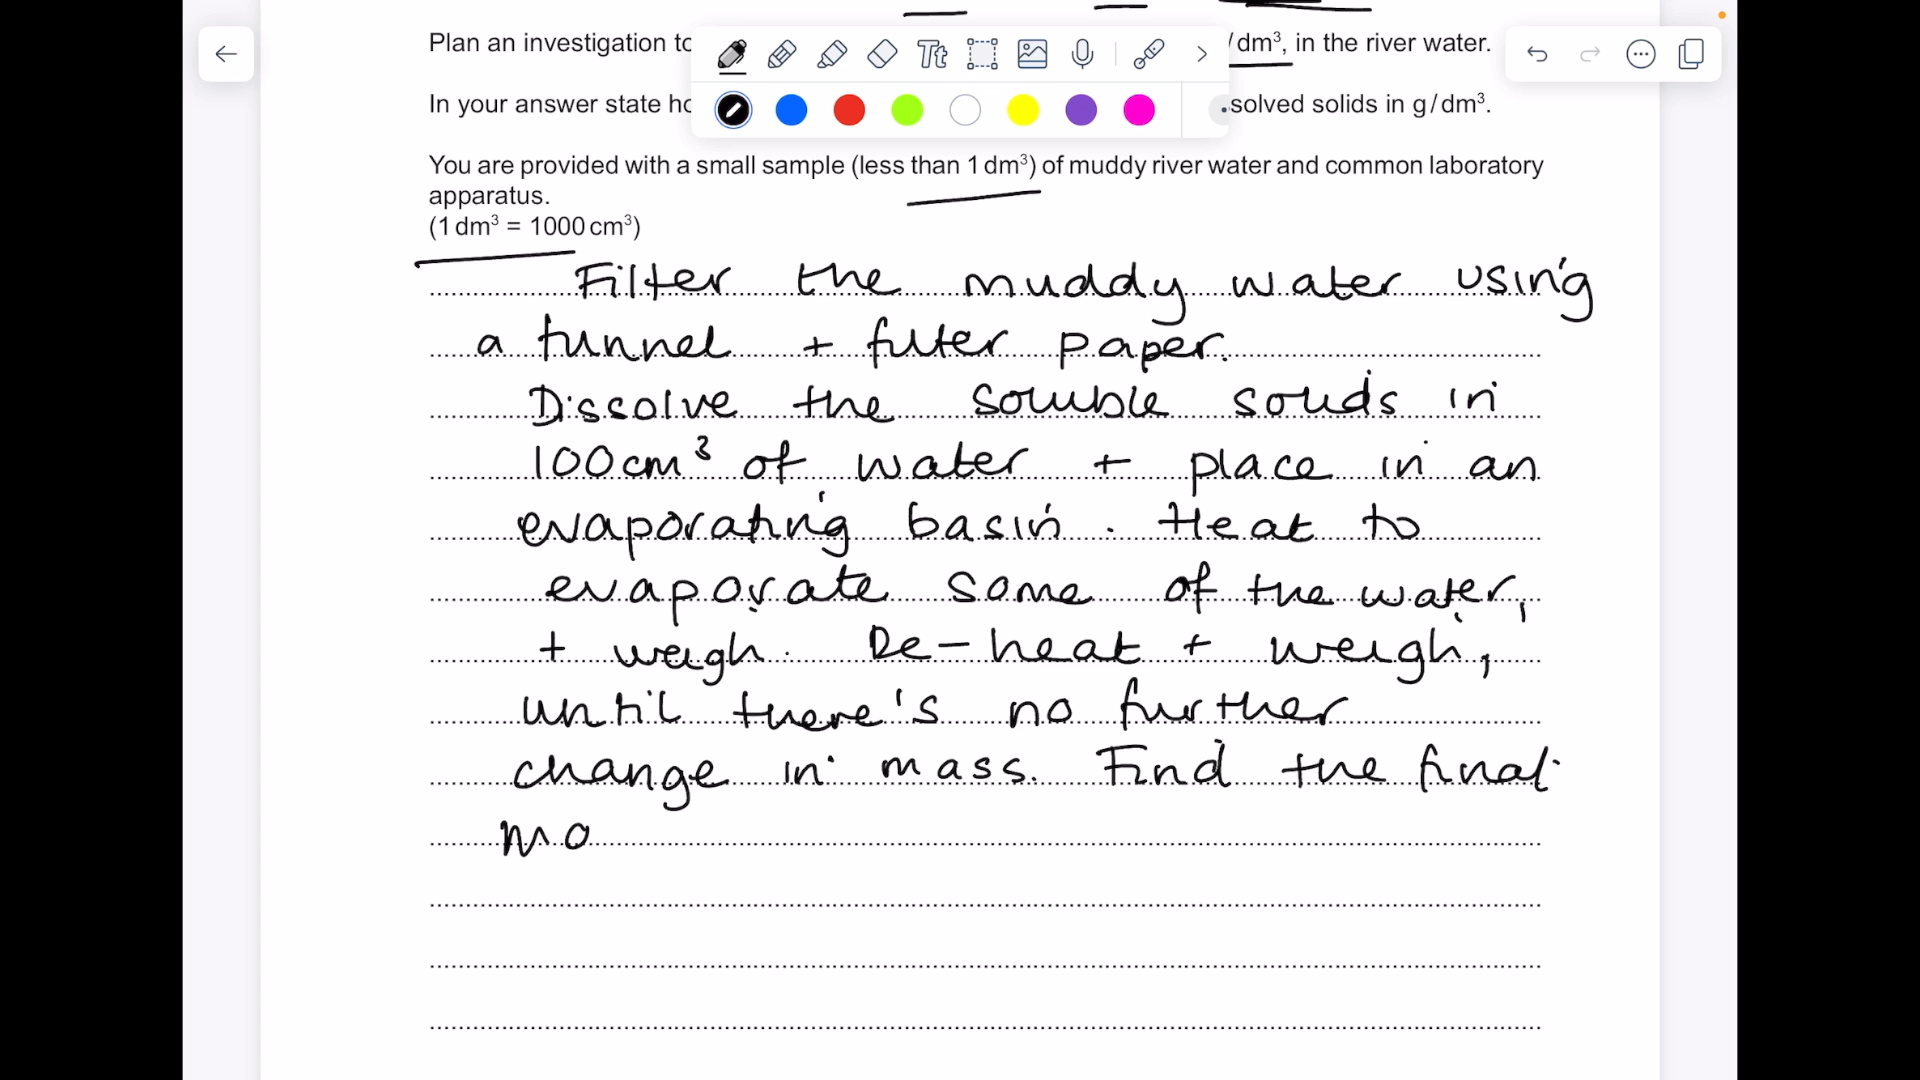 Plan an investigation to /dm³, in the river water.
In your answer state ho solved solids in g/dm³.
You are provided with a small sample (less than 1 dm³) of muddy river water and common laboratory
apparatus.
(1 dm³ = 1000 cm³)
Filter the muddy water using
a funnel + filter paper.
Dissolve the soluble solids in
100cm³ of water + place in an
evaporating basin. Heat to
evaporate some of the water,
+ weigh. Re-heat + weigh,
until there's no further
change in mass. Find the final
ma